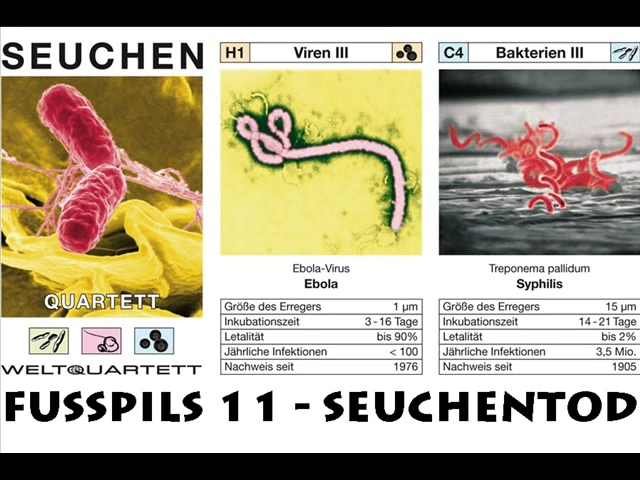 SEUCHEN
QUARTETT
WELTQUARTETT
H1 Viren III
Ebola-Virus
Ebola
Größe des Erregers 1 µm
Inkubationszeit 3 - 16 Tage
Letalität bis 90%
Jährliche Infektionen < 100
Nachweis seit 1976
C4 Bakterien III
Treponema pallidum
Syphilis
Größe des Erregers 15 µm
Inkubationszeit 14 - 21 Tage
Letalität bis 2%
Jährliche Infektionen 3,5 Mio.
Nachweis seit 1905
FUSSPILS 11 - SEUCHENTOD